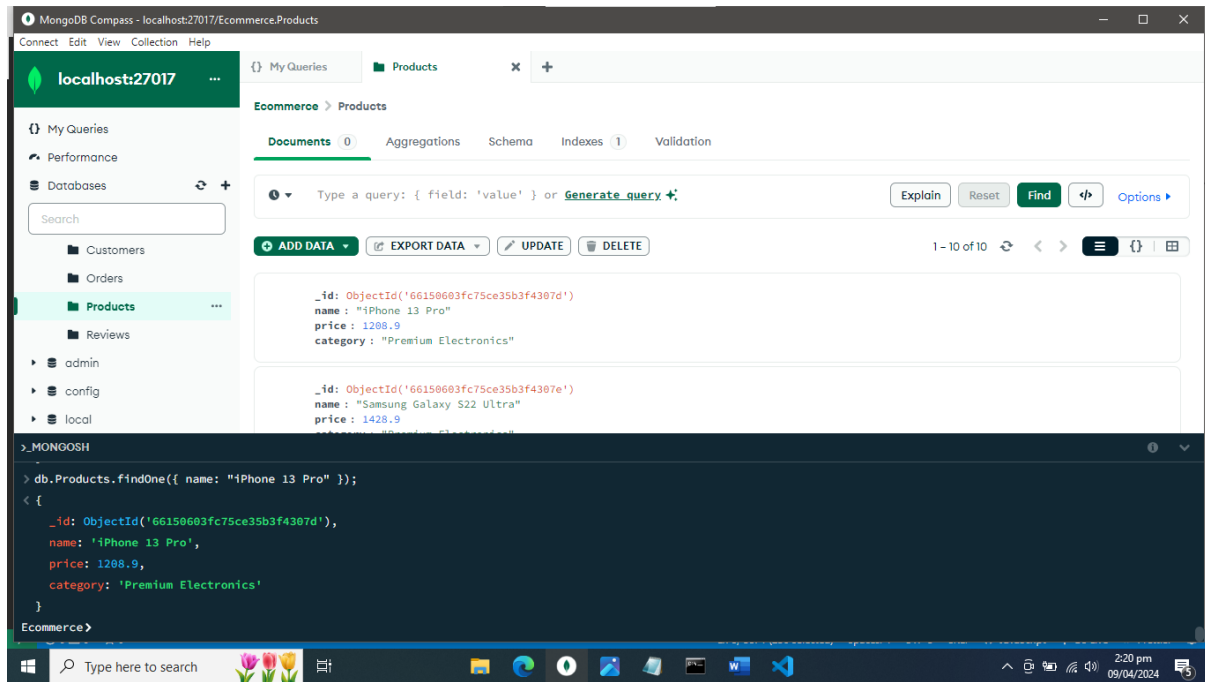 MongoDB Compass - localhost:27017/Ecommerce.Products
Connect Edit View Collection Help
localhost:27017 ...
{} My Queries
Performance
Databases
Search
Customers
Orders
Products ...
Reviews
admin
config
local
{} My Queries Products
Ecommerce > Products
Documents 0 Aggregations Schema Indexes 1 Validation
Type a query: { field: 'value' } or Generate query
Explain Reset Find </> Options
ADD DATA EXPORT DATA UPDATE DELETE 1 – 10 of 10 {}
_id: ObjectId('66150603fc75ce35b3f4307d')
name : "iPhone 13 Pro"
price : 1208.9
category : "Premium Electronics"
_id: ObjectId('66150603fc75ce35b3f4307e')
name : "Samsung Galaxy S22 Ultra"
price : 1428.9
category : "Premium Electronics"
>_MONGOSH
> db.Products.findOne({ name: "iPhone 13 Pro" });
< {
_id: ObjectId('66150603fc75ce35b3f4307d'),
name: 'iPhone 13 Pro',
price: 1208.9,
category: 'Premium Electronics'
}
Ecommerce>
Type here to search
2:20 pm
09/04/2024
5